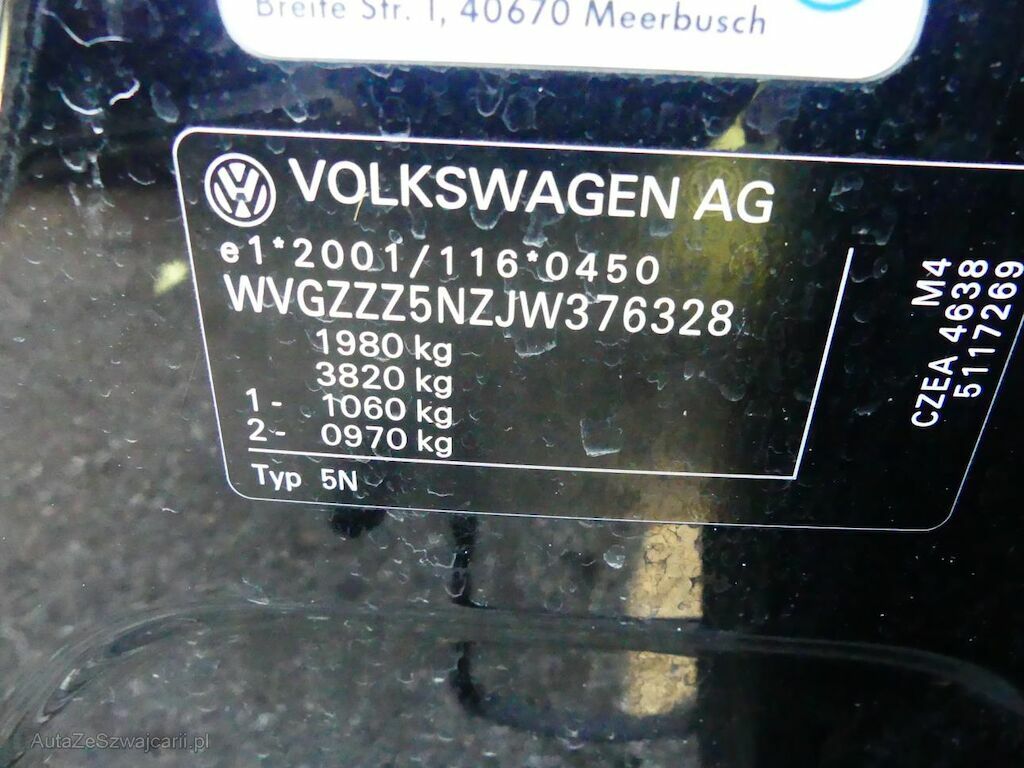 Breite Str. 1, 40670 Meerbusch
VOLKSWAGEN AG
e1*2001/116*0450
WVGZZZ5NZJW376328
1980 kg
3820 kg
1- 1060 kg
2- 0970 kg
Typ 5N
M4
CZEA 4638
5117269
AutaZeSzwajcarii.pl